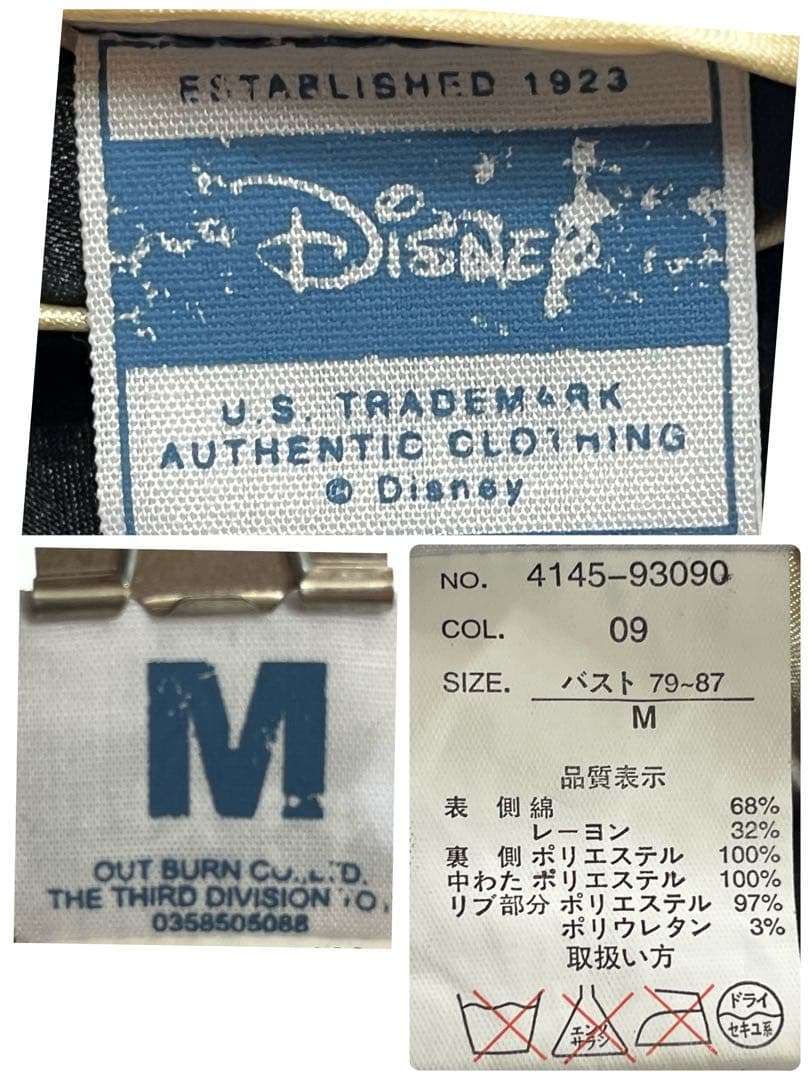 ESTABLISHED 1923
Disney
U.S. TRADEMARK
AUTHENTIC CLOTHING
© Disney
M
OUT BURN CO.,LTD.
THE THIRD DIVISION
0358505088
NO. 4145-93090
COL. 09
SIZE. バスト 79~87
M
品質表示
表 側 綿 68%
レーヨン 32%
裏 側 ポリエステル 100%
中わた ポリエステル 100%
リブ部分 ポリエステル 97%
ポリウレタン 3%
取扱い方
エンソ
サラシ
ドライ
セキユ系